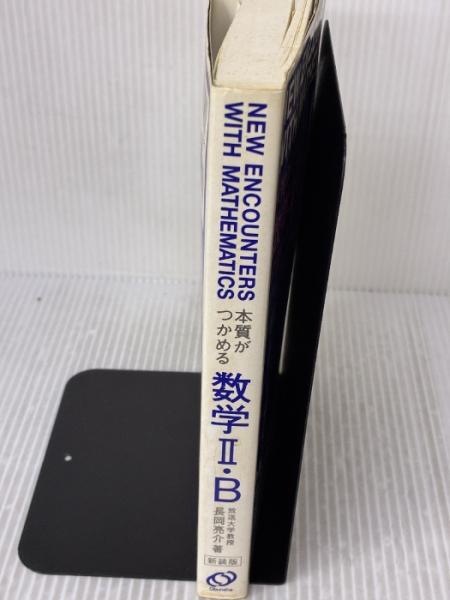 NEW ENCOUNTERS
WITH MATHEMATICS
本質が
つかめる
数学Ⅱ・B
放送大学教授
長岡亮介著
新装版
Obunsha